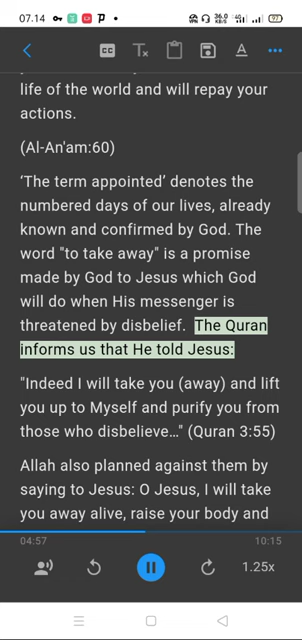 07.14
36.0
KB/s
4G
97
CC
A
life of the world and will repay your
actions.
(Al-An'am:60)
‘The term appointed’ denotes the
numbered days of our lives, already
known and confirmed by God. The
word "to take away" is a promise
made by God to Jesus which God
will do when His messenger is
threatened by disbelief. The Quran
informs us that He told Jesus:
"Indeed I will take you (away) and lift
you up to Myself and purify you from
those who disbelieve…" (Quran 3:55)
Allah also planned against them by
saying to Jesus: O Jesus, I will take
you away alive, raise your body and
04:57
10:15
1.25x